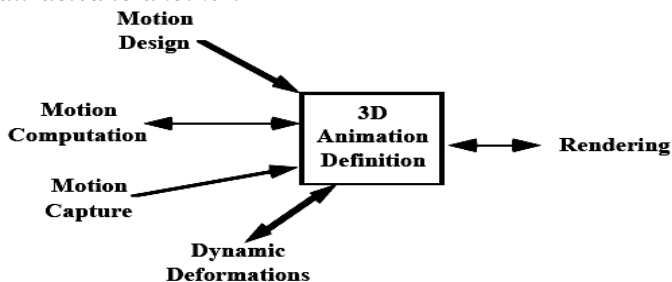 Motion
Design
Motion
Computation
3D
Animation
Definition
Rendering
Motion
Capture
Dynamic
Deformations